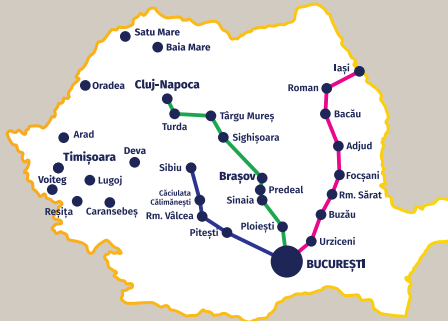 Satu Mare
Baia Mare
Iași
Oradea
Cluj-Napoca
Roman
Turda
Târgu Mureș
Bacău
Arad
Sighișoara
Adjud
Timișoara
Deva
Voiteg
Lugoj
Sibiu
Brașov
Predeal
Focșani
Reșița
Caransebeș
Căciulata
Călimănești
Sinaia
Rm. Sărat
Rm. Vâlcea
Ploiești
Buzău
Pitești
Urziceni
BUCUREȘTI